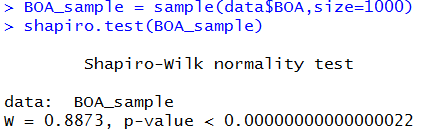 > BOA_sample = sample(data$BOA,size=1000)
> shapiro.test(BOA_sample)
Shapiro-Wilk normality test
data:  BOA_sample
W = 0.8873, p-value < 0.00000000000000022